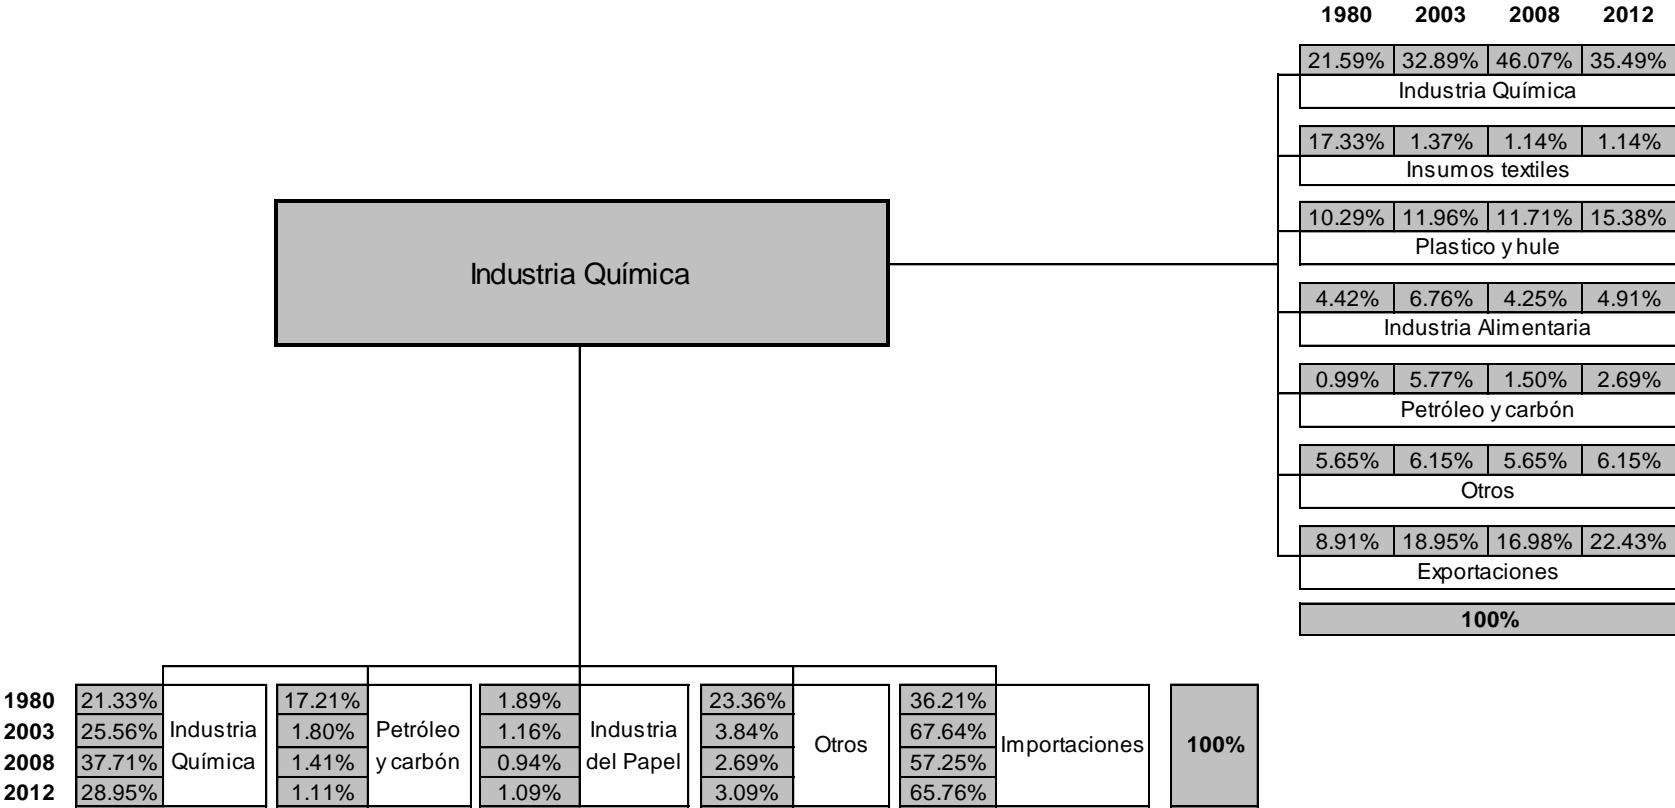 1980 2003 2008 2012
21.59% 32.89% 46.07% 35.49%
Industria Química
17.33% 1.37% 1.14% 1.14%
Insumos textiles
10.29% 11.96% 11.71% 15.38%
Plastico y hule
4.42% 6.76% 4.25% 4.91%
Industria Alimentaria
0.99% 5.77% 1.50% 2.69%
Petróleo y carbón
5.65% 6.15% 5.65% 6.15%
Otros
8.91% 18.95% 16.98% 22.43%
Exportaciones
100%
Industria Química
1980 21.33% 17.21% 1.89% 23.36% 36.21%
2003 25.56% Industria 1.80% Petróleo 1.16% Industria 3.84% 67.64%
Otros Importaciones 100%
2008 37.71% Química 1.41% y carbón 0.94% del Papel 2.69% 57.25%
2012 28.95% 1.11% 1.09% 3.09% 65.76%